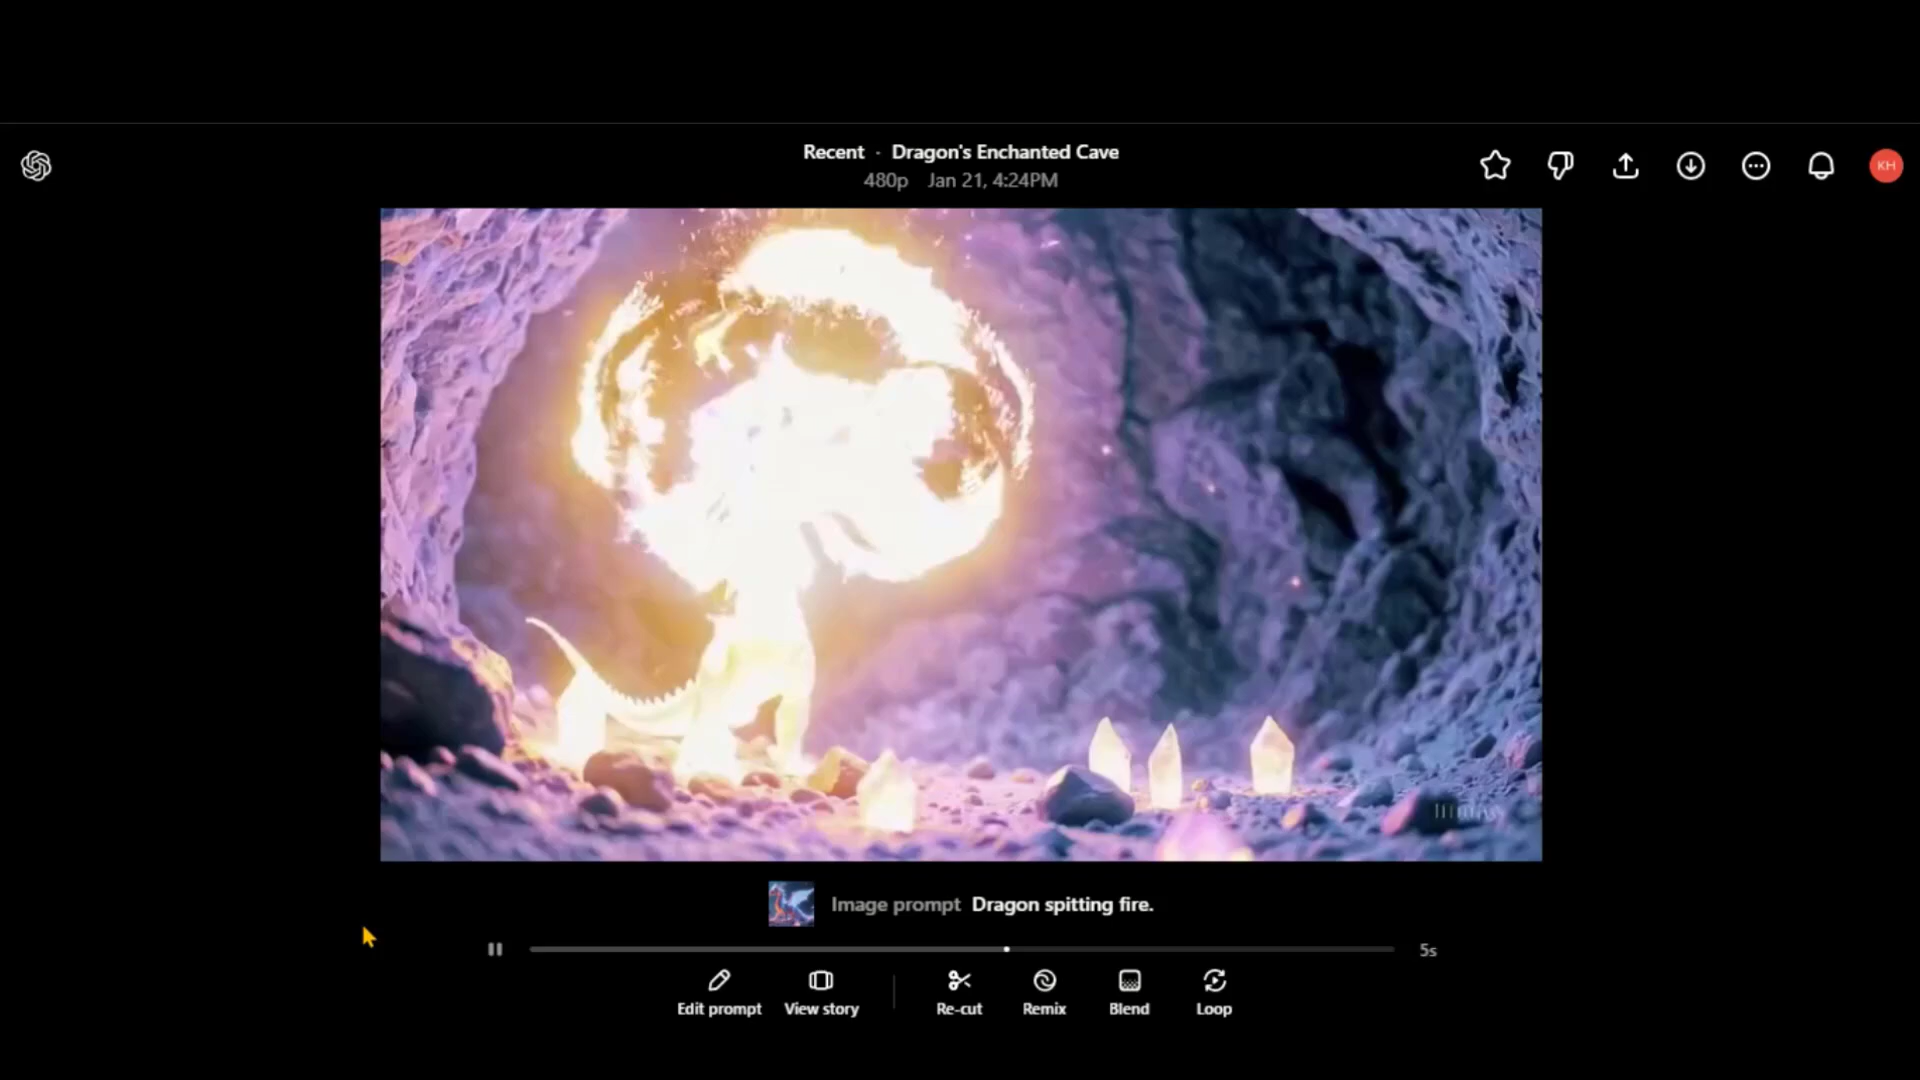 Recent · Dragon's Enchanted Cave
480p Jan 21, 4:24PM
KH
Image prompt Dragon spitting fire.
5s
Edit prompt View story Re-cut Remix Blend Loop